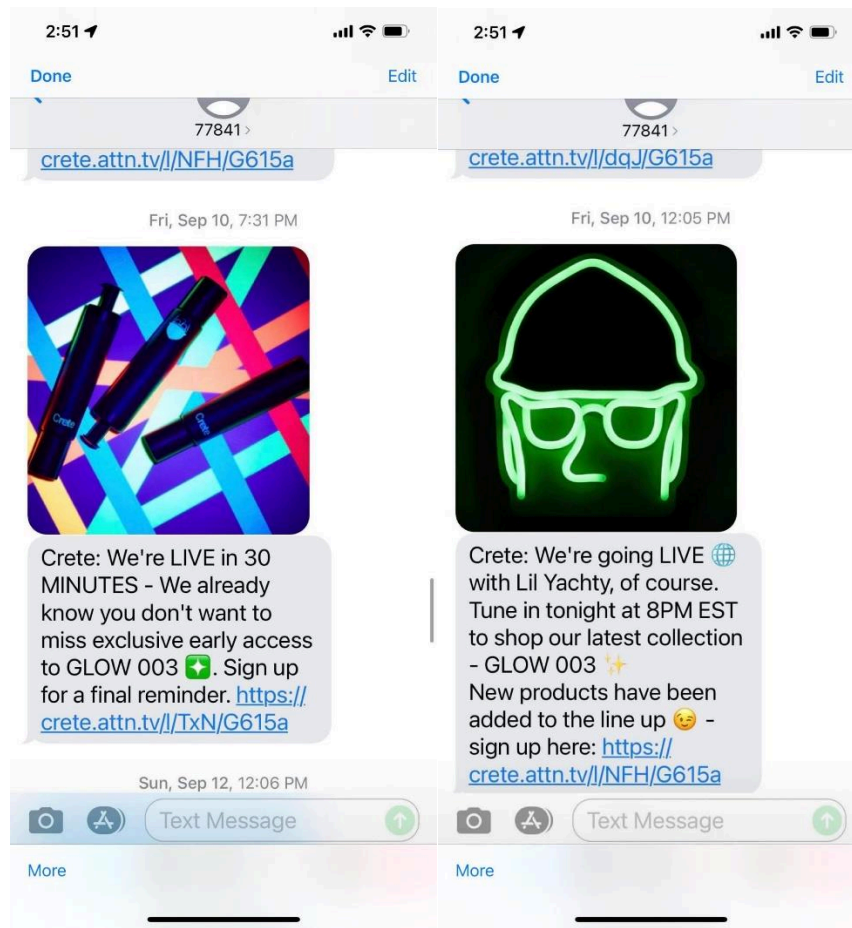 2:51
Done
Edit
77841 >
crete.attn.tv/l/NFH/G615a
Fri, Sep 10, 7:31 PM
Crete
Crete
Crete: We're LIVE in 30
MINUTES - We already
know you don't want to
miss exclusive early access
to GLOW 003 ❇️. Sign up
for a final reminder. https://
crete.attn.tv/l/TxN/G615a
Sun, Sep 12, 12:06 PM
Text Message
More
2:51
Done
Edit
77841 >
crete.attn.tv/l/dqJ/G615a
Fri, Sep 10, 12:05 PM
Crete: We're going LIVE 🌐
with Lil Yachty, of course.
Tune in tonight at 8PM EST
to shop our latest collection
- GLOW 003 ✨
New products have been
added to the line up 😉 -
sign up here: https://
crete.attn.tv/l/NFH/G615a
Text Message
More